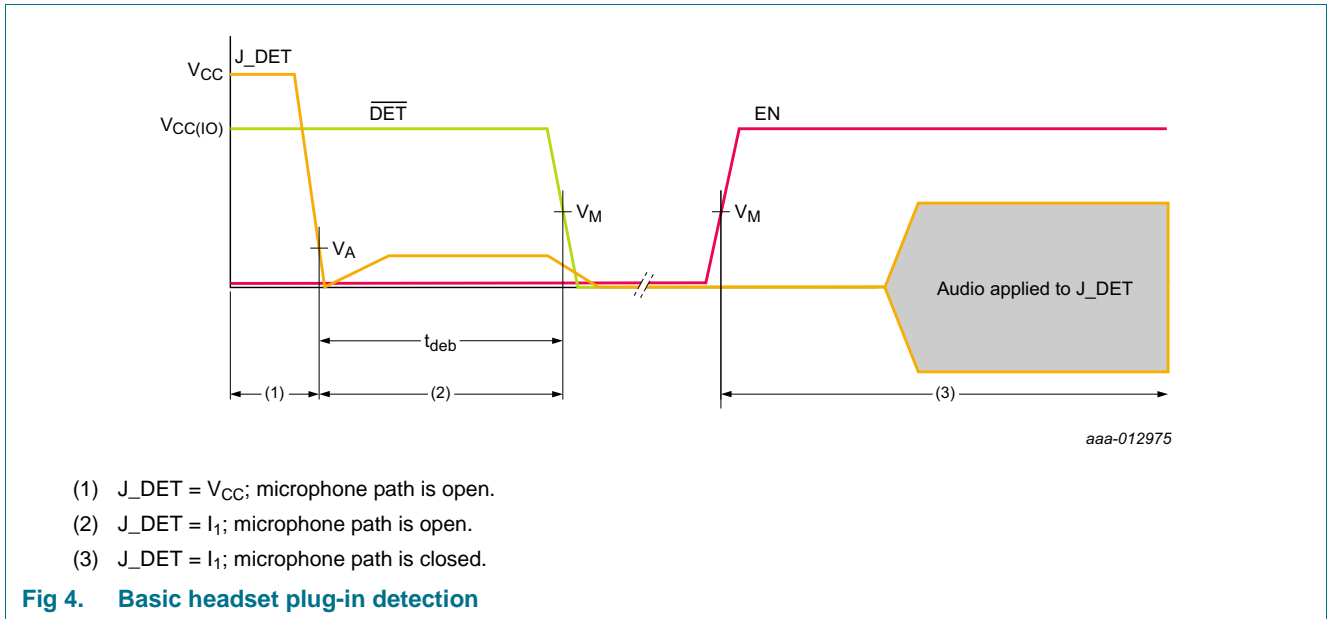 J_DET
VCC
DET
EN
VCC(IO)
VM
VM
VA
Audio applied to J_DET
tdeb
(1)
(2)
(3)
aaa-012975
(1) J_DET = VCC; microphone path is open.
(2) J_DET = I1; microphone path is open.
(3) J_DET = I1; microphone path is closed.
Fig 4. Basic headset plug-in detection